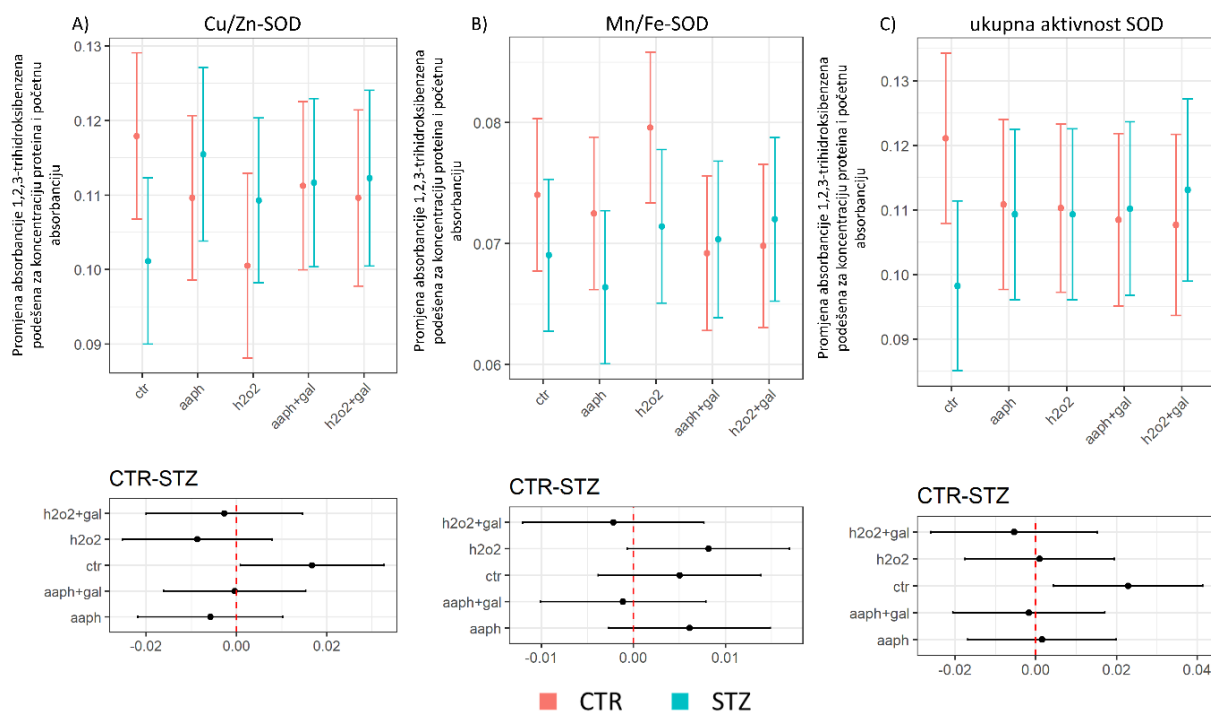 A)
Cu/Zn-SOD
Promjena absorbancije 1,2,3-trihidroksibenzena
podešena za koncentraciju proteina i početnu
absorbanciju
0.13
0.12
0.11
0.10
0.09
ctr
aaph
h2o2
aaph+gal
h2o2+gal
B)
Mn/Fe-SOD
Promjena absorbancije 1,2,3-trihidroksibenzena
podešena za koncentraciju proteina i početnu
absorbanciju
0.08
0.07
0.06
ctr
aaph
h2o2
aaph+gal
h2o2+gal
C)
ukupna aktivnost SOD
Promjena absorbancije 1,2,3-trihidroksibenzena
podešena za koncentraciju proteina i početnu
absorbanciju
0.13
0.12
0.11
0.10
0.09
ctr
aaph
h2o2
aaph+gal
h2o2+gal
CTR-STZ
h2o2+gal
h2o2
ctr
aaph+gal
aaph
-0.02
0.00
0.02
CTR-STZ
h2o2+gal
h2o2
ctr
aaph+gal
aaph
-0.01
0.00
0.01
CTR-STZ
h2o2+gal
h2o2
ctr
aaph+gal
aaph
-0.02
0.00
0.02
0.04
CTR
STZ